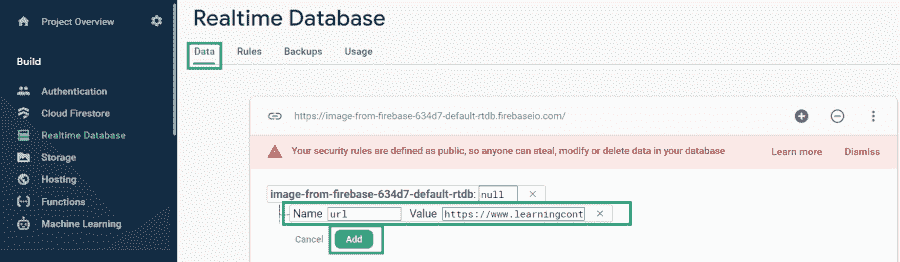 Project Overview
Build
Authentication
Cloud Firestore
Realtime Database
Storage
Hosting
Functions
Machine Learning
Realtime Database
Data Rules Backups Usage
https://image-from-firebase-634d7-default-rtdb.firebaseio.com/
Your security rules are defined as public, so anyone can steal, modify or delete data in your database Learn more Dismiss
image-from-firebase-634d7-default-rtdb: null
Name url Value https://www.learningcont
Cancel Add